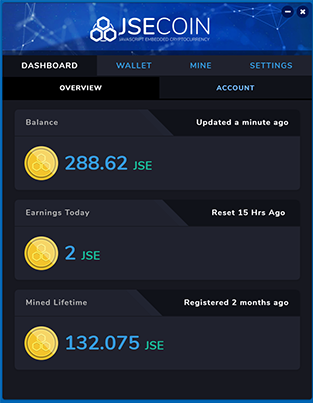 JSECOIN
JAVASCRIPT EMBEDDED CRYPTOCURRENCY
DASHBOARD WALLET MINE SETTINGS
OVERVIEW ACCOUNT
Balance Updated a minute ago
288.62 JSE
Earnings Today Reset 15 Hrs Ago
2 JSE
Mined Lifetime Registered 2 months ago
132.075 JSE